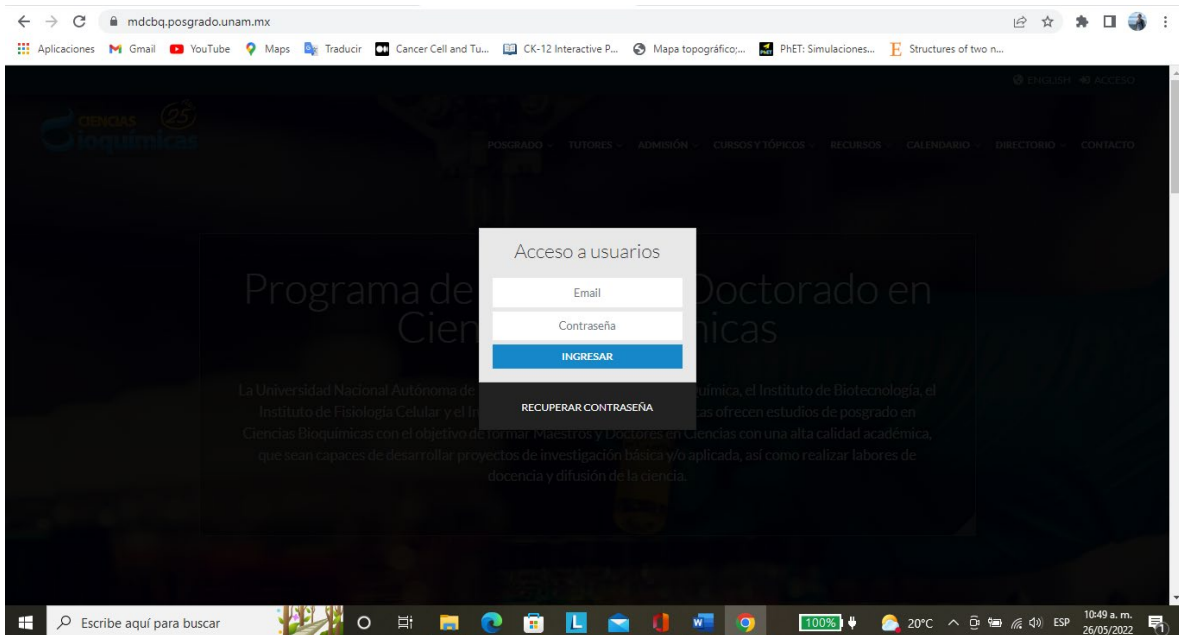 mdcbq.posgrado.unam.mx
Aplicaciones Gmail YouTube Maps Traducir Cancer Cell and Tu... CK-12 Interactive P... Mapa topográfico;... PhET: Simulaciones... Structures of two n...
ENGLISH ACCESO
CIENCIAS 25
Bioquímicas
POSGRADO TUTORES ADMISIÓN CURSOS Y TÓPICOS RECURSOS CALENDARIO DIRECTORIO CONTACTO
Acceso a usuarios
Email
Contraseña
INGRESAR
RECUPERAR CONTRASEÑA
Programa de Doctorado en
Cien icas
La Universidad Nacional Autónoma de uímica, el Instituto de Biotecnología, el
Instituto de Fisiología Celular y el In as ofrecen estudios de posgrado en
Ciencias Bioquímicas con el objetivo de formar Maestros y Doctores en Ciencias con una alta calidad académica,
que sean capaces de desarrollar proyectos de investigación básica y/o aplicada, así como realizar labores de
docencia y difusión de la ciencia.
Escribe aquí para buscar 100% 20°C ESP 10:49 a. m.
26/05/2022